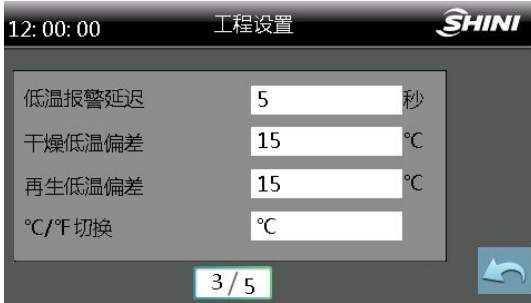 12:00:00 工程设置 SHINI
低温报警延迟 5 秒
干燥低温偏差 15 ℃
再生低温偏差 15 ℃
℃/℉切换 ℃
3/5